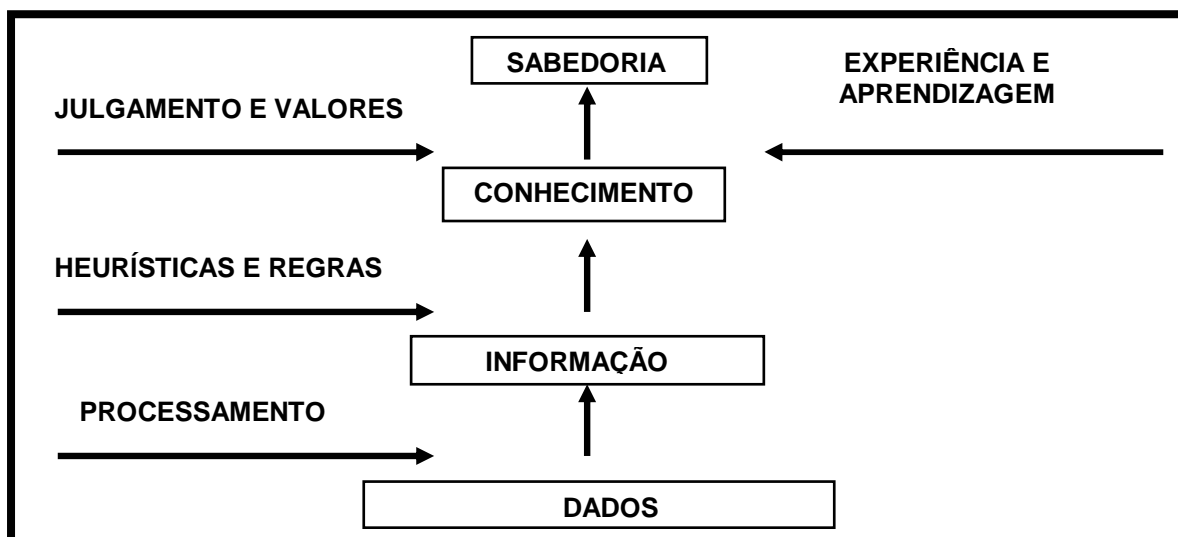 SABEDORIA
EXPERIÊNCIA E
APRENDIZAGEM
JULGAMENTO E VALORES
CONHECIMENTO
HEURÍSTICAS E REGRAS
INFORMAÇÃO
PROCESSAMENTO
DADOS